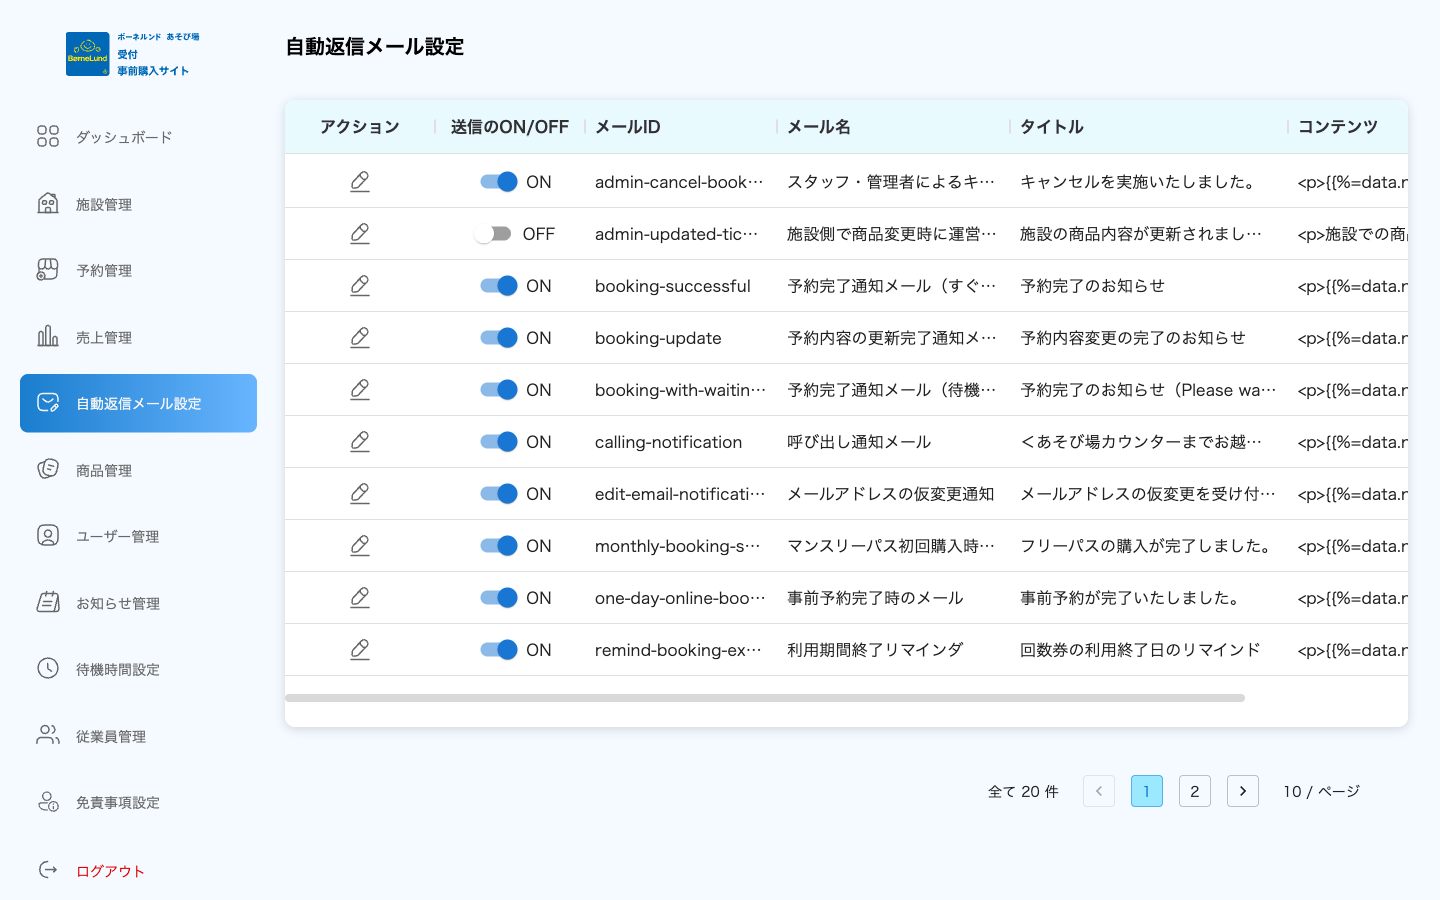 ボーネルンド あそび場
受付
事前購入サイト
BørneLund
ダッシュボード
施設管理
予約管理
売上管理
自動返信メール設定
商品管理
ユーザー管理
お知らせ管理
待機時間設定
従業員管理
免責事項設定
ログアウト
自動返信メール設定
アクション 送信のON/OFF メールID メール名 タイトル コンテンツ
ON admin-cancel-book… スタッフ・管理者によるキ… キャンセルを実施いたしました。 <p>{{%=data.n
OFF admin-updated-tic… 施設側で商品変更時に運営… 施設の商品内容が更新されまし… <p>施設での商品
ON booking-successful 予約完了通知メール（すぐ… 予約完了のお知らせ <p>{{%=data.n
ON booking-update 予約内容の更新完了通知メ… 予約内容変更の完了のお知らせ <p>{{%=data.n
ON booking-with-waitin… 予約完了通知メール（待機… 予約完了のお知らせ（Please wa… <p>{{%=data.n
ON calling-notification 呼び出し通知メール ＜あそび場カウンターまでお越… <p>{{%=data.n
ON edit-email-notificati… メールアドレスの仮変更通知 メールアドレスの仮変更を受け付… <p>{{%=data.n
ON monthly-booking-s… マンスリーパス初回購入時… フリーパスの購入が完了しました。 <p>{{%=data.n
ON one-day-online-boo… 事前予約完了時のメール 事前予約が完了いたしました。 <p>{{%=data.n
ON remind-booking-ex… 利用期間終了リマインダ 回数券の利用終了日のリマインド <p>{{%=data.n
全て 20 件 1 2 10 / ページ